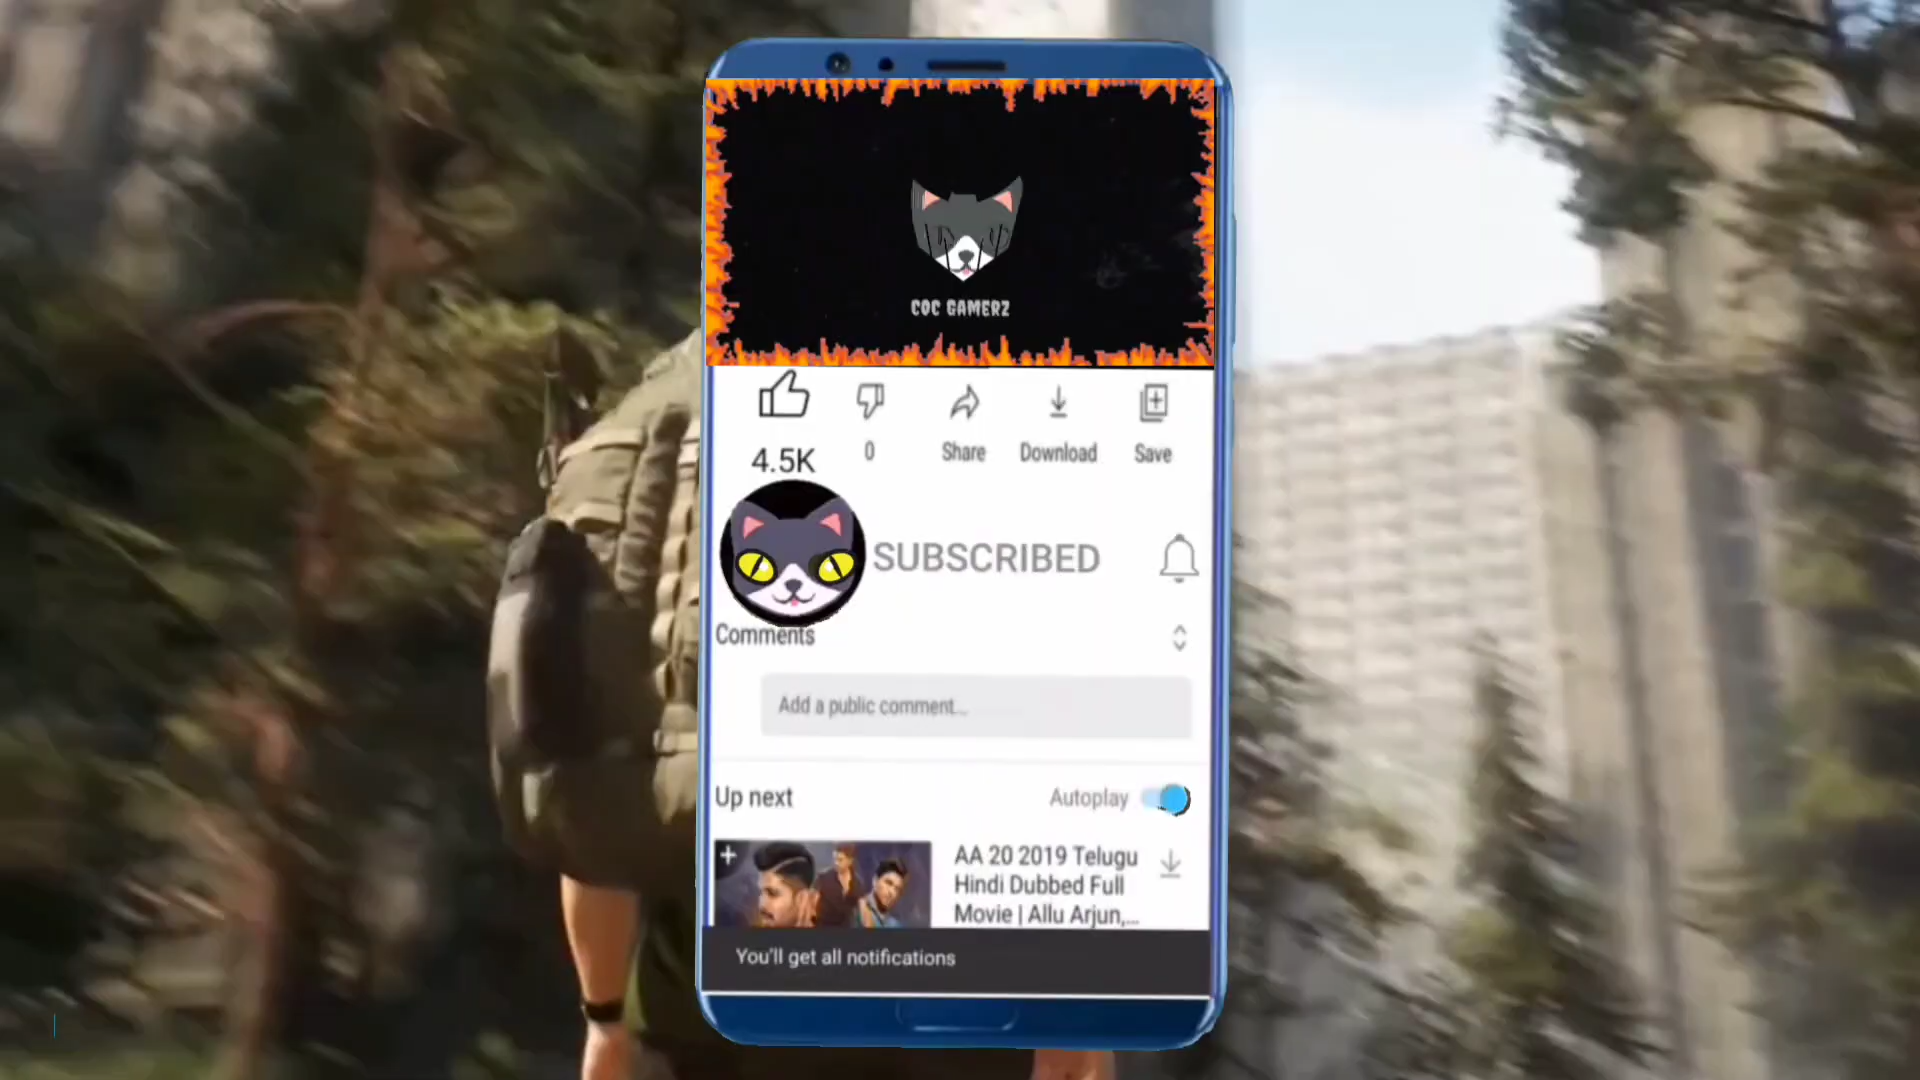 COC GAMERZ
4.5K
0
Share
Download
Save
SUBSCRIBED
Comments
Add a public comment...
Up next
Autoplay
AA 20 2019 Telugu
Hindi Dubbed Full
Movie | Allu Arjun,...
You'll get all notifications